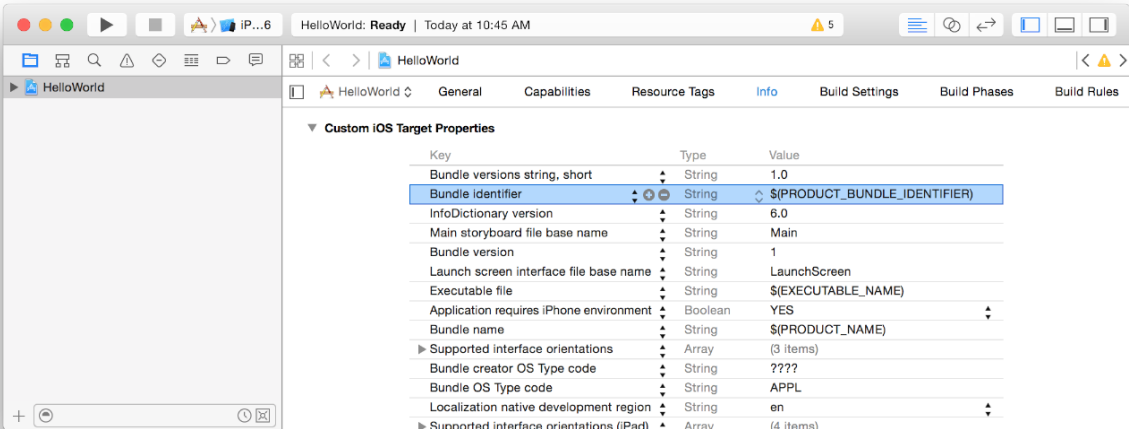 iP...6
HelloWorld: Ready | Today at 10:45 AM
5
HelloWorld
HelloWorld
HelloWorld General Capabilities Resource Tags Info Build Settings Build Phases Build Rules
Custom iOS Target Properties
Key Type Value
Bundle versions string, short String 1.0
Bundle identifier String $(PRODUCT_BUNDLE_IDENTIFIER)
InfoDictionary version String 6.0
Main storyboard file base name String Main
Bundle version String 1
Launch screen interface file base name String LaunchScreen
Executable file String $(EXECUTABLE_NAME)
Application requires iPhone environment Boolean YES
Bundle name String $(PRODUCT_NAME)
Supported interface orientations Array (3 items)
Bundle creator OS Type code String ????
Bundle OS Type code String APPL
Localization native development region String en
Supported interface orientations (iPad) Array (4 items)